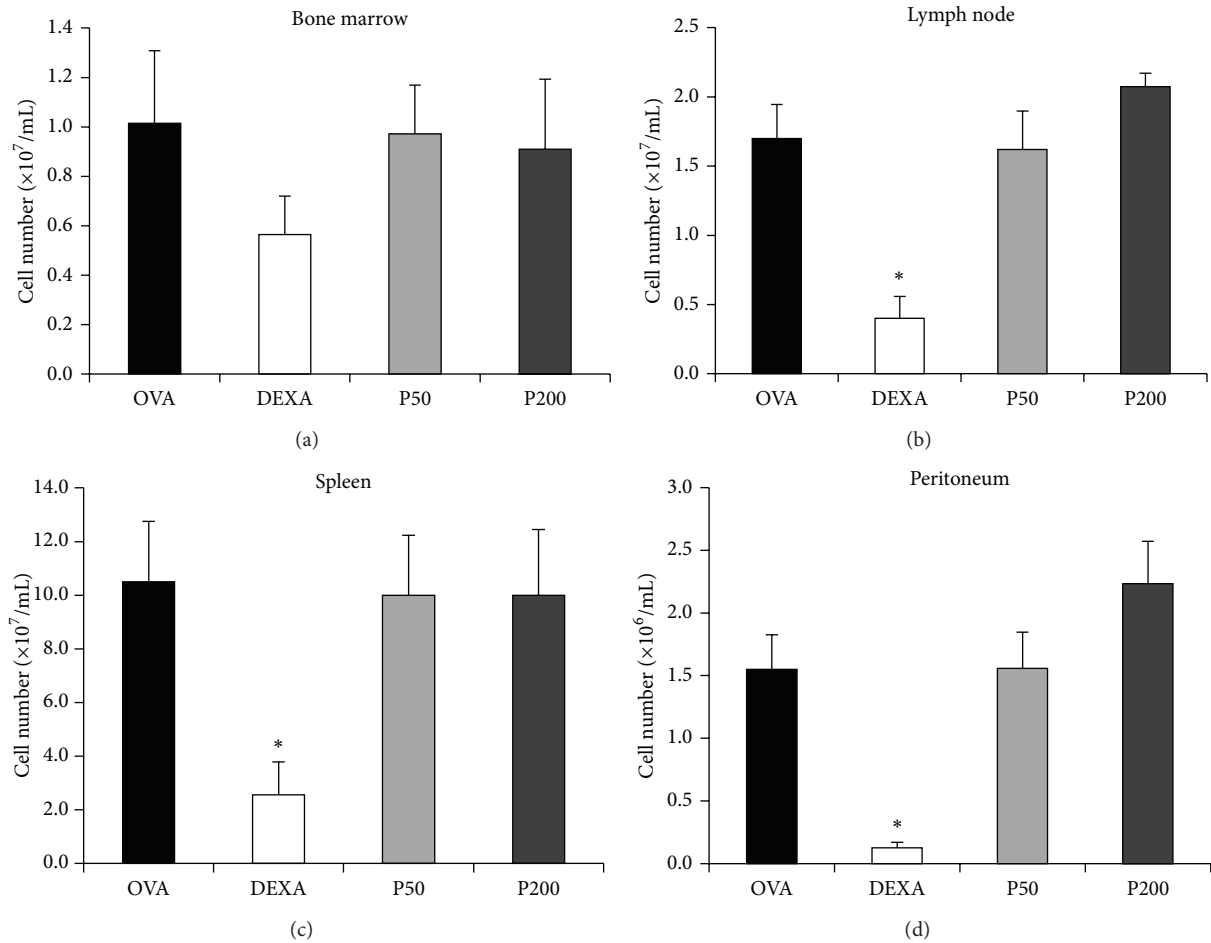 Bone marrow
Cell number (×10⁷/mL)
1.4
1.2
1.0
0.8
0.6
0.4
0.2
0.0
OVA DEXA P50 P200
(a)
Lymph node
Cell number (×10⁷/mL)
2.5
2.0
1.5
1.0
0.5
0.0
*
OVA DEXA P50 P200
(b)
Spleen
Cell number (×10⁷/mL)
14.0
12.0
10.0
8.0
6.0
4.0
2.0
0.0
*
OVA DEXA P50 P200
(c)
Peritoneum
Cell number (×10⁶/mL)
3.0
2.5
2.0
1.5
1.0
0.5
0.0
*
OVA DEXA P50 P200
(d)